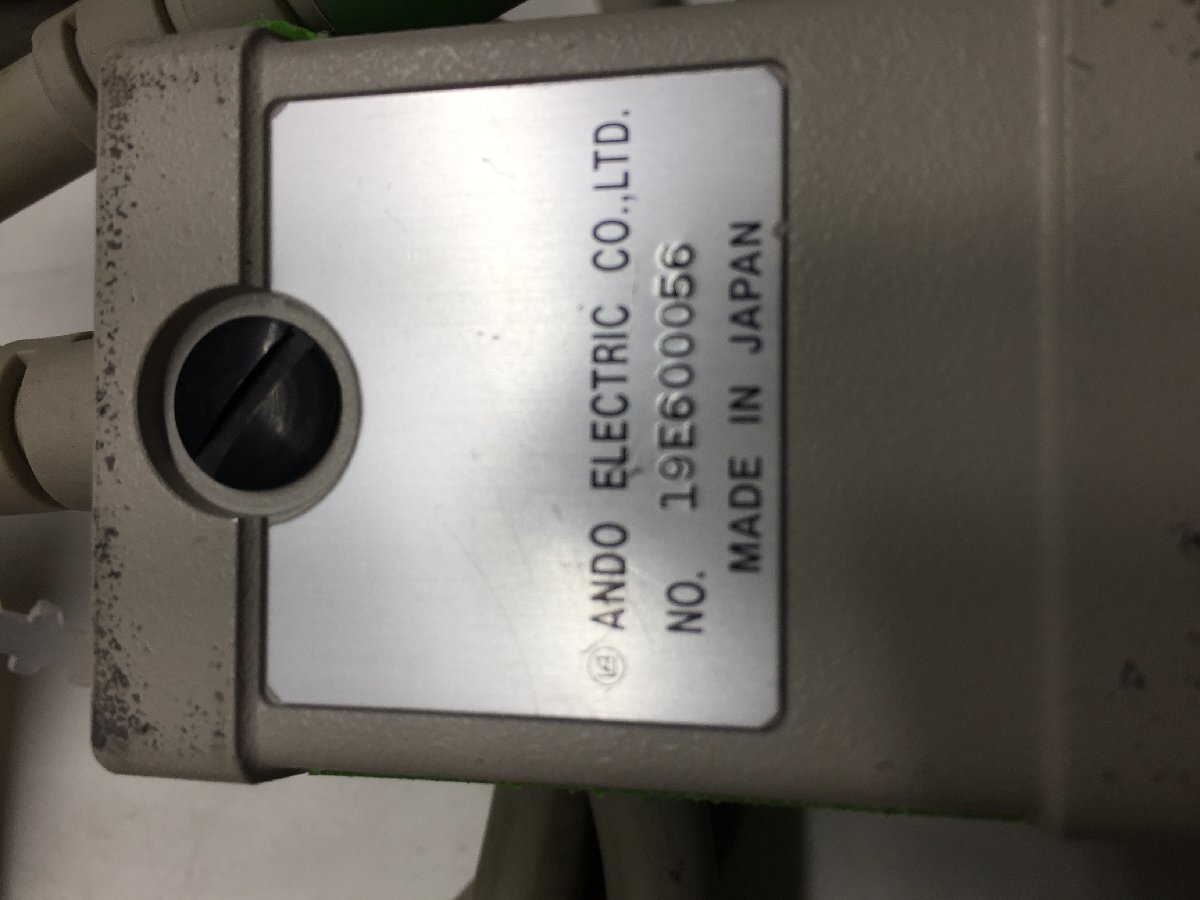 ANDO ELECTRIC CO.,LTD.
NO. 19E600056
MADE IN JAPAN